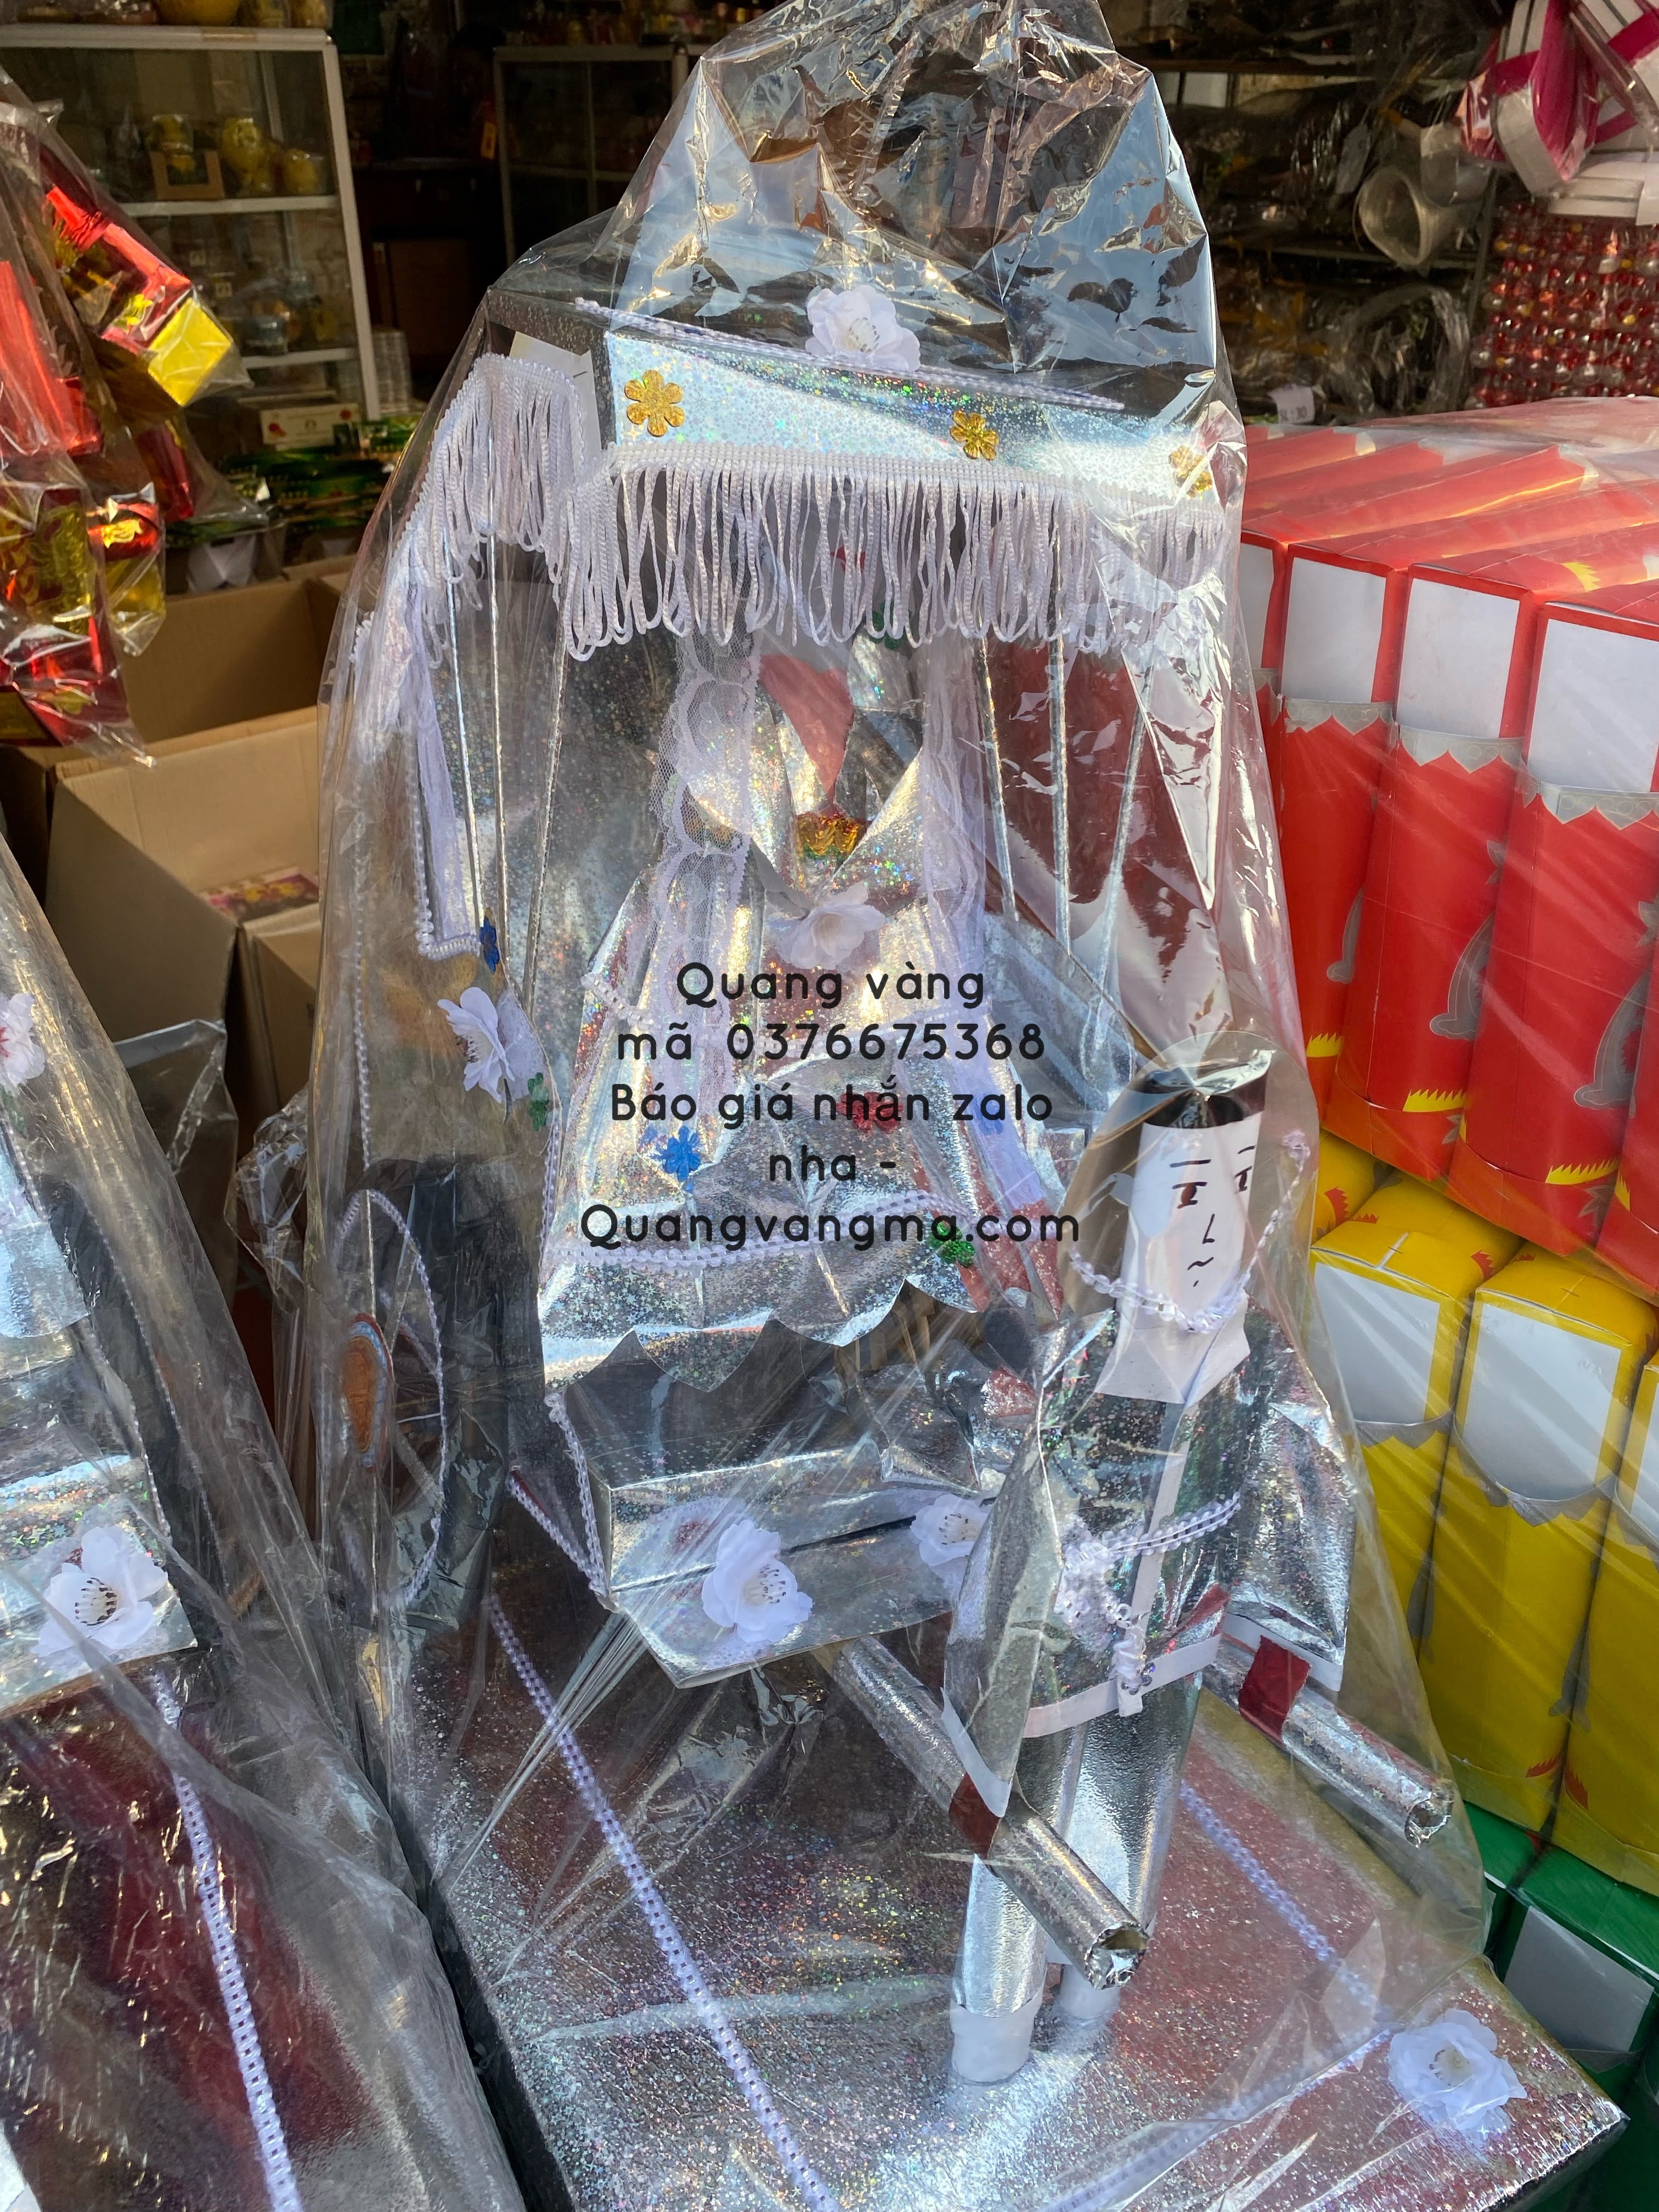 Quang vàng
mã 0376675368
Báo giá nhắn zalo
nha -
Quangvangma.com